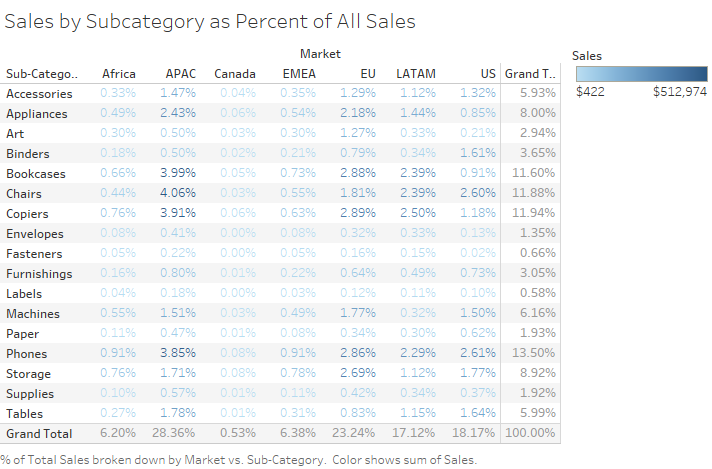 Sales by Subcategory as Percent of All Sales
Market
Sub-Catego.. Africa APAC Canada EMEA EU LATAM US Grand T..
Accessories 0.33% 1.47% 0.04% 0.35% 1.29% 1.12% 1.32% 5.93%
Appliances 0.49% 2.43% 0.06% 0.54% 2.18% 1.44% 0.85% 8.00%
Art 0.30% 0.50% 0.03% 0.30% 1.27% 0.33% 0.21% 2.94%
Binders 0.18% 0.50% 0.02% 0.21% 0.79% 0.34% 1.61% 3.65%
Bookcases 0.66% 3.99% 0.05% 0.73% 2.88% 2.39% 0.91% 11.60%
Chairs 0.44% 4.06% 0.03% 0.55% 1.81% 2.39% 2.60% 11.88%
Copiers 0.76% 3.91% 0.06% 0.63% 2.89% 2.50% 1.18% 11.94%
Envelopes 0.08% 0.41% 0.00% 0.08% 0.32% 0.33% 0.13% 1.35%
Fasteners 0.05% 0.22% 0.00% 0.05% 0.16% 0.15% 0.02% 0.66%
Furnishings 0.16% 0.80% 0.01% 0.22% 0.64% 0.49% 0.73% 3.05%
Labels 0.04% 0.18% 0.00% 0.03% 0.12% 0.11% 0.10% 0.58%
Machines 0.55% 1.51% 0.03% 0.49% 1.77% 0.32% 1.50% 6.16%
Paper 0.11% 0.47% 0.01% 0.08% 0.34% 0.30% 0.62% 1.93%
Phones 0.91% 3.85% 0.08% 0.91% 2.86% 2.29% 2.61% 13.50%
Storage 0.76% 1.71% 0.08% 0.78% 2.69% 1.12% 1.77% 8.92%
Supplies 0.10% 0.57% 0.01% 0.11% 0.42% 0.34% 0.37% 1.92%
Tables 0.27% 1.78% 0.01% 0.31% 0.83% 1.15% 1.64% 5.99%
Grand Total 6.20% 28.36% 0.53% 6.38% 23.24% 17.12% 18.17% 100.00%
Sales
$422 $512,974
% of Total Sales broken down by Market vs. Sub-Category. Color shows sum of Sales.